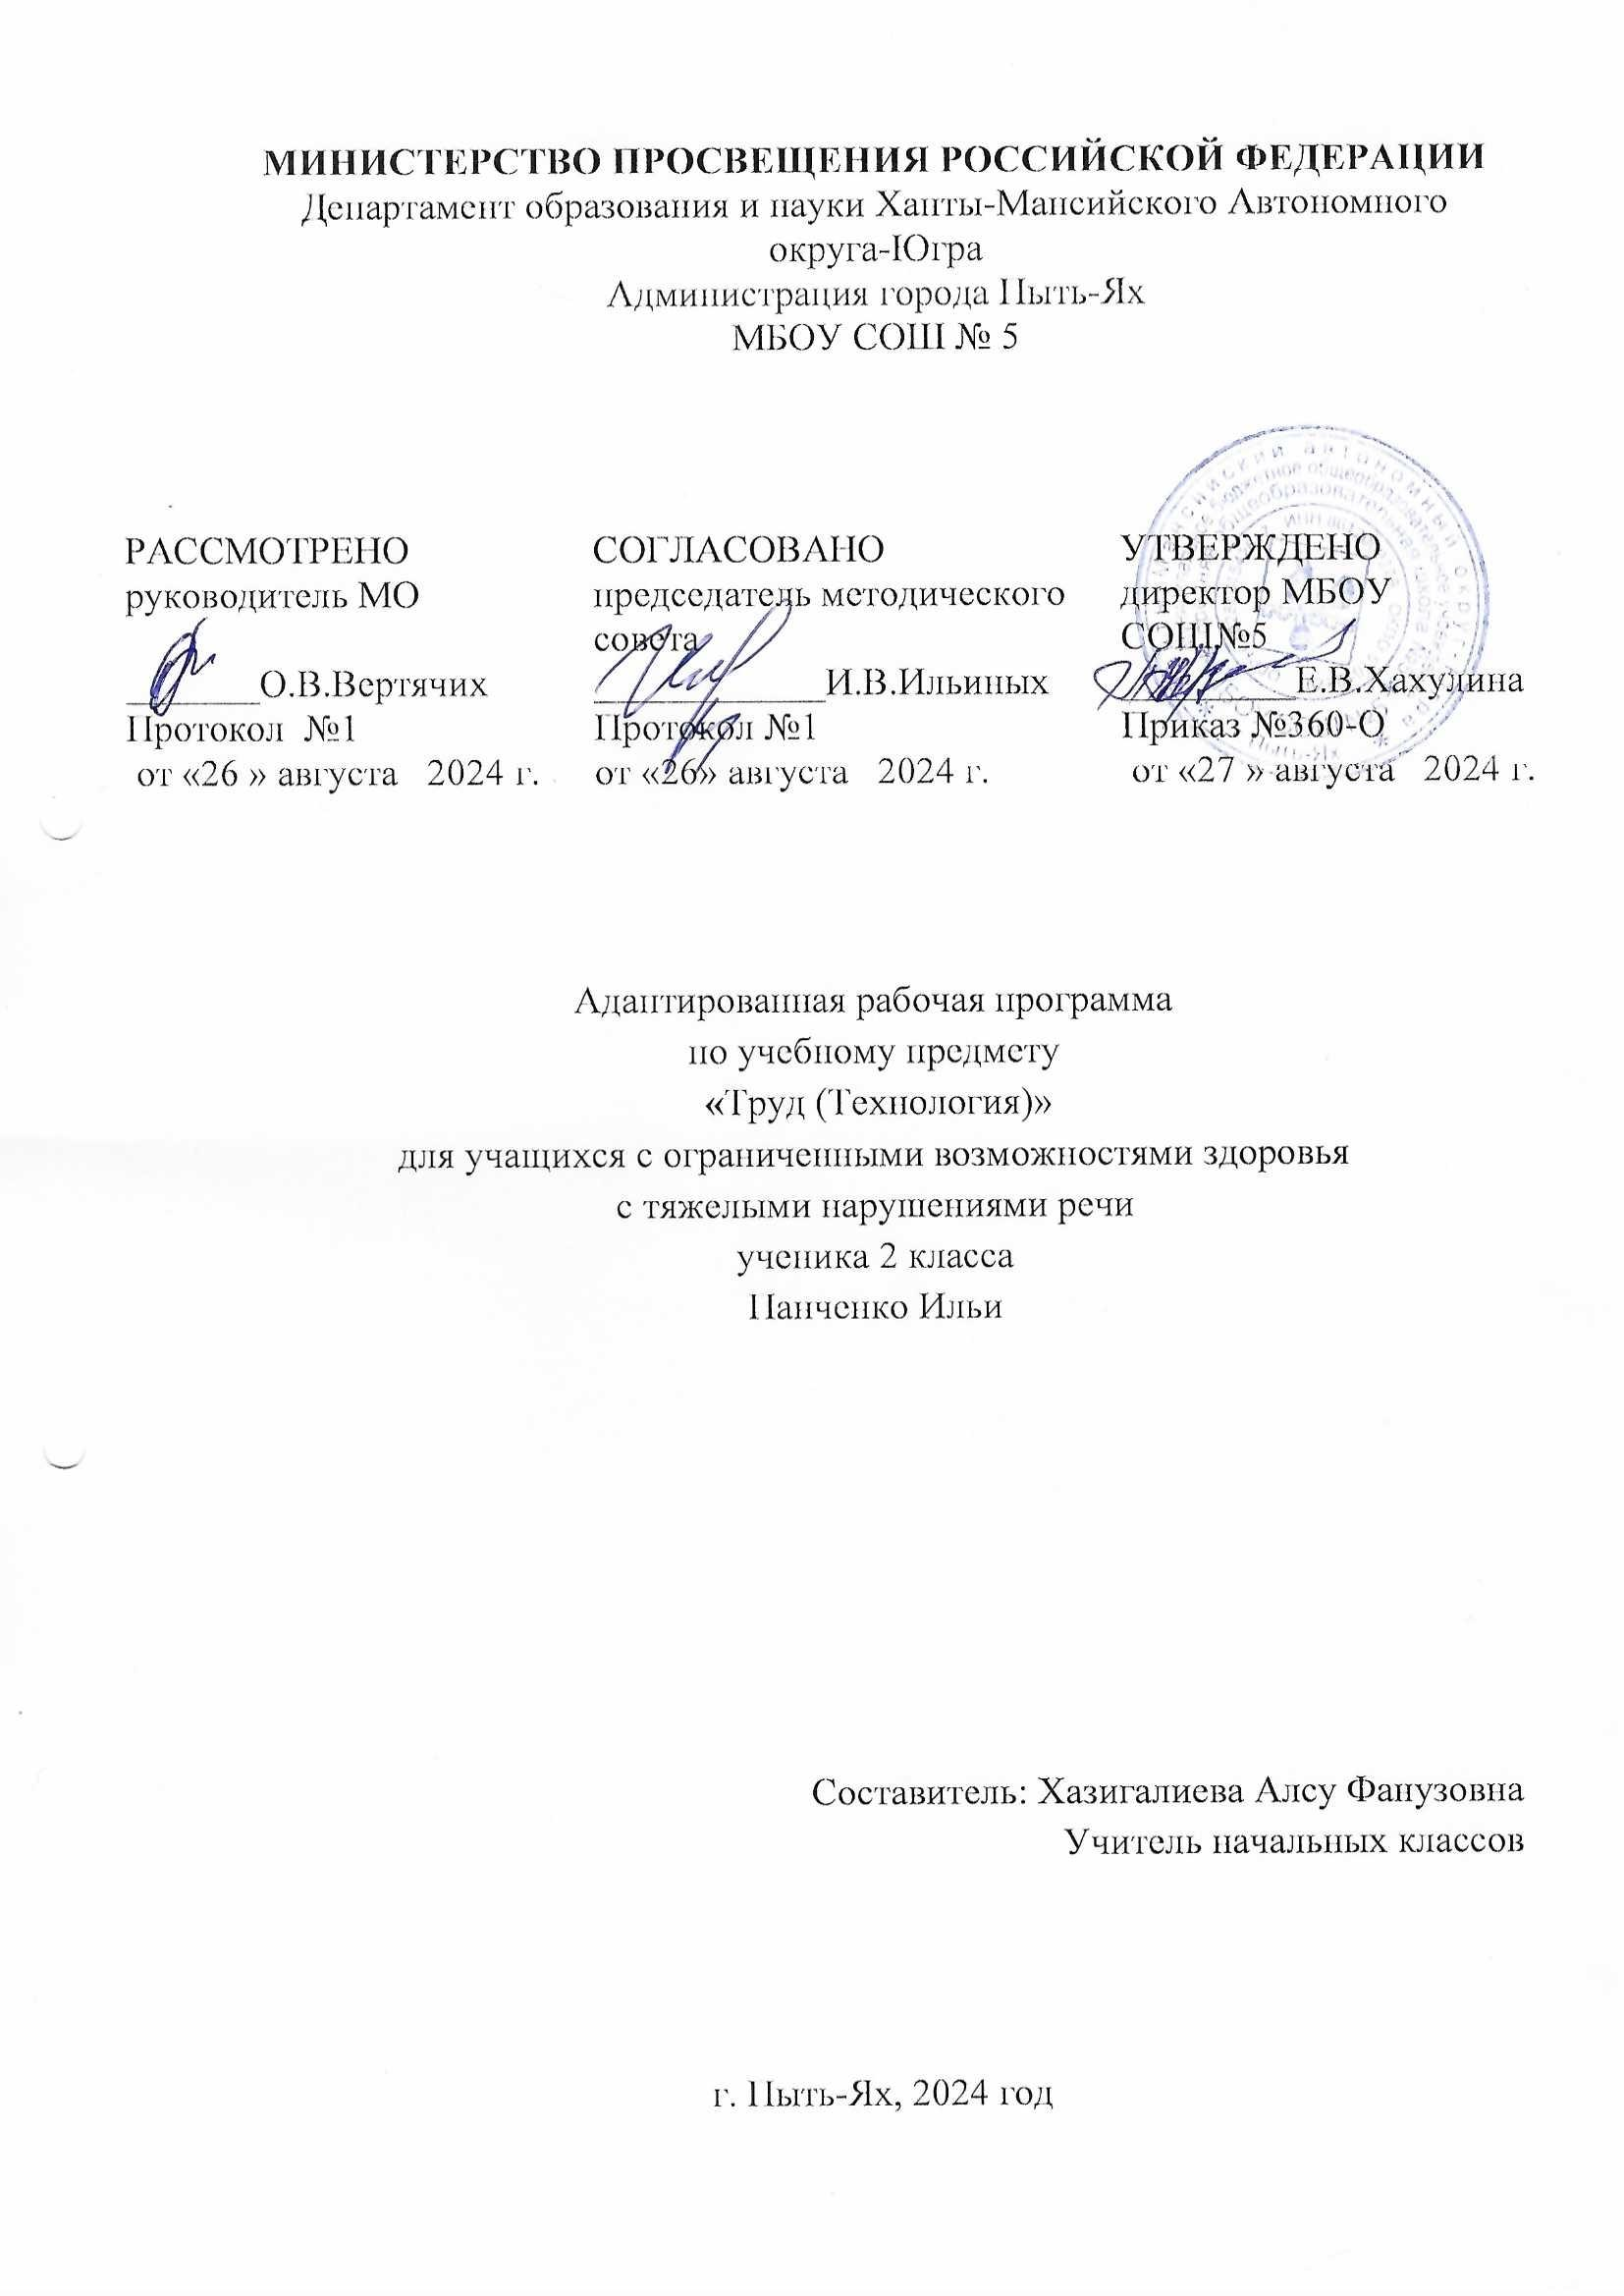 МИНИСТЕРСТВО ПРОСВЕЩЕНИЯ РОССИЙСКОЙ ФЕДЕРАЦИИ
Департамент образования и науки Ханты-Мансийского Автономного
округа-Югра
Администрация города Пыть-Ях
МБОУ СОШ № 5
РАССМОТРЕНО
руководитель МО
_______О.В.Вертячих
Протокол №1
от «26 » августа 2024 г.
СОГЛАСОВАНО
председатель методического
совета
____________И.В.Ильиных
Протокол №1
от «26» августа 2024 г.
УТВЕРЖДЕНО
директор МБОУ
СОШ№5
_________Е.В.Хахулина
Приказ №360-О
от «27 » августа 2024 г.
Адаптированная рабочая программа
по учебному предмету
«Труд (Технология)»
для учащихся с ограниченными возможностями здоровья
с тяжелыми нарушениями речи
ученика 2 класса
Панченко Ильи
Составитель: Хазигалиева Алсу Фанузовна
Учитель начальных классов
г. Пыть-Ях, 2024 год